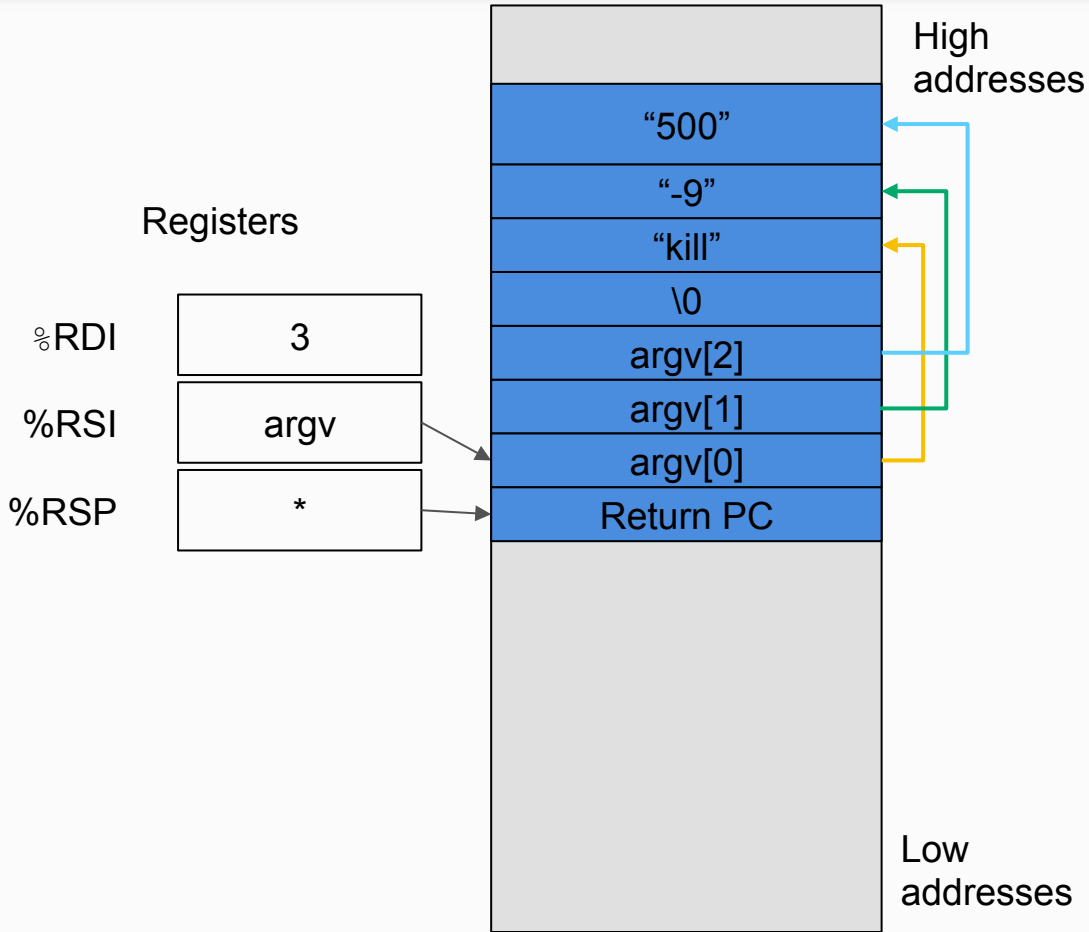 High
addresses
“500”
“-9”
Registers
“kill”
\0
%RDI
3
argv[2]
%RSI
argv
argv[1]
argv[0]
%RSP
*
Return PC
Low
addresses